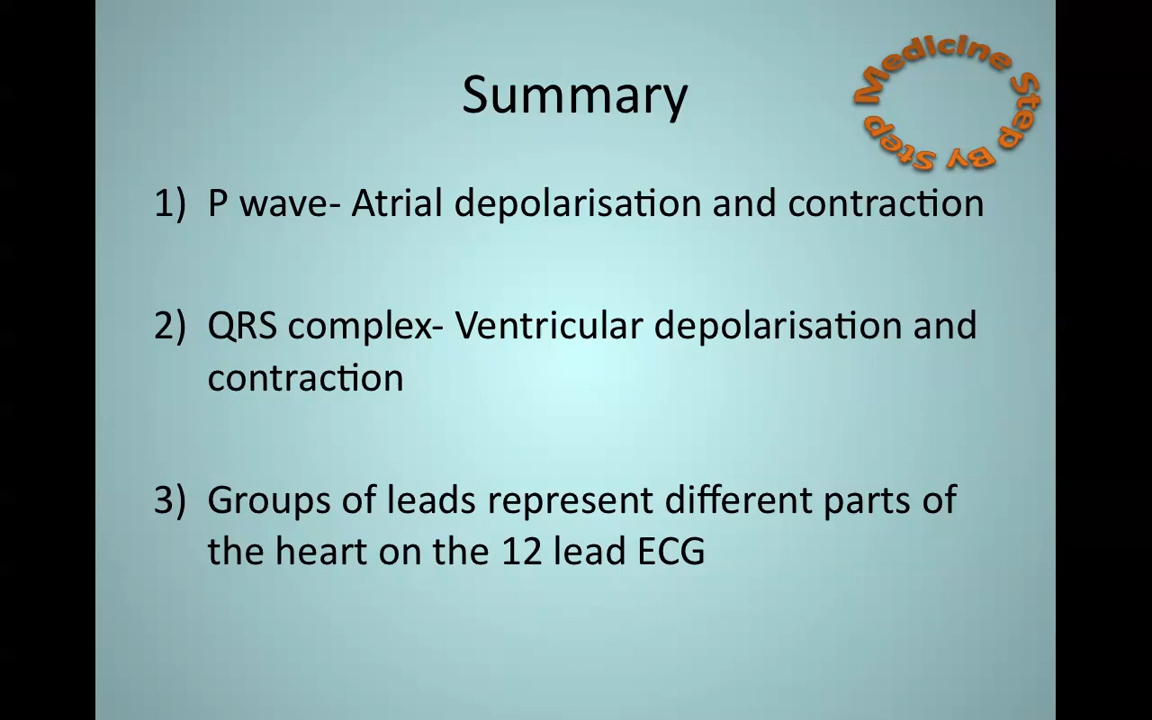 Summary
Medicine Step By Step
1) P wave- Atrial depolarisation and contraction
2) QRS complex- Ventricular depolarisation and
contraction
3) Groups of leads represent different parts of
the heart on the 12 lead ECG